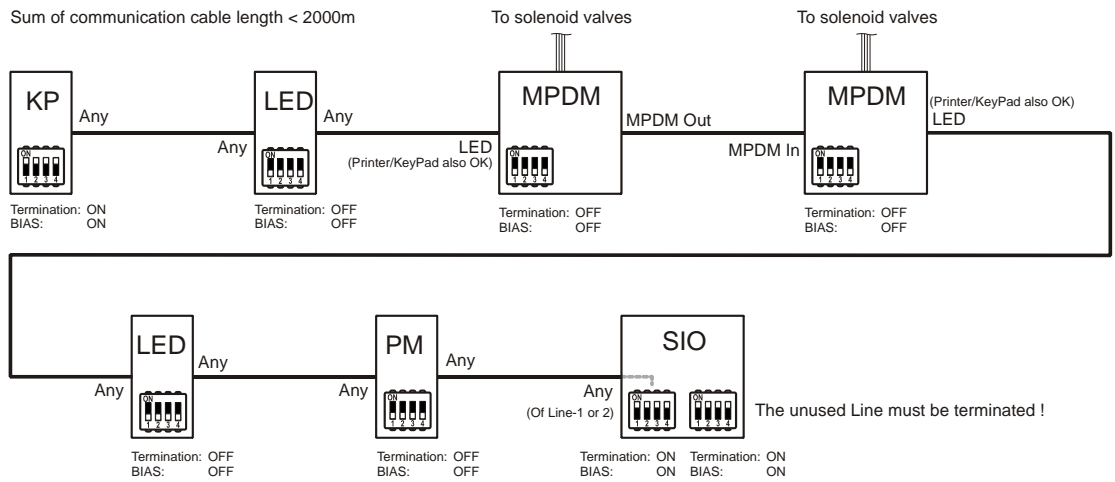 Sum of communication cable length < 2000m
To solenoid valves
To solenoid valves
KP
Any
ON
1 2 3 4
Termination: ON
BIAS: ON
LED
Any
Any
ON
1 2 3 4
Termination: OFF
BIAS: OFF
MPDM
LED
(Printer/KeyPad also OK)
MPDM Out
ON
1 2 3 4
Termination: OFF
BIAS: OFF
MPDM
MPDM In
(Printer/KeyPad also OK)
LED
ON
1 2 3 4
Termination: OFF
BIAS: OFF
LED
Any
Any
ON
1 2 3 4
Termination: OFF
BIAS: OFF
PM
Any
Any
ON
1 2 3 4
Termination: OFF
BIAS: OFF
SIO
Any
(Of Line-1 or 2)
ON
1 2 3 4
ON
1 2 3 4
The unused Line must be terminated !
Termination: ON
BIAS: ON
Termination: ON
BIAS: ON